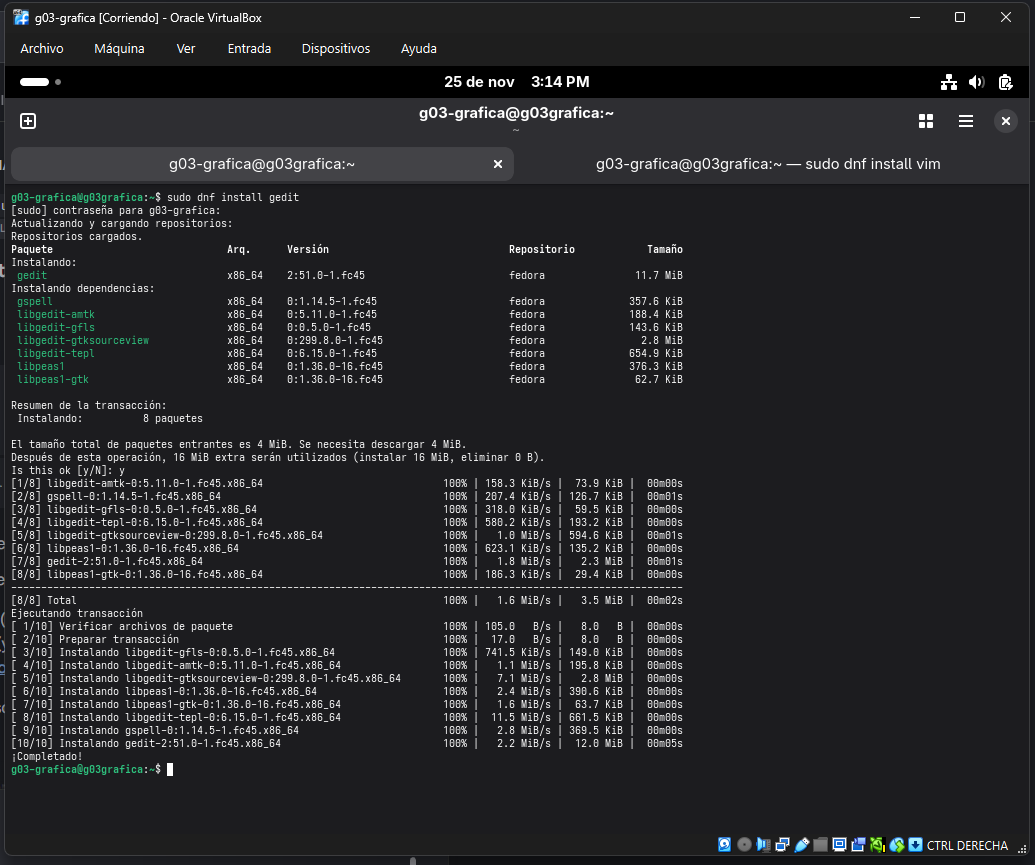 g03-grafica [Corriendo] - Oracle VirtualBox
Archivo Máquina Ver Entrada Dispositivos Ayuda
25 de nov 3:14 PM
g03-grafica@g03grafica:~
~
g03-grafica@g03grafica:~ g03-grafica@g03grafica:~ — sudo dnf install vim
g03-grafica@g03grafica:~$ sudo dnf install gedit
[sudo] contraseña para g03-grafica:
Actualizando y cargando repositorios:
Repositorios cargados.
Paquete Arq. Versión Repositorio Tamaño
Instalando:
gedit x86_64 2:51.0-1.fc45 fedora 11.7 MiB
Instalando dependencias:
gspell x86_64 0:1.14.5-1.fc45 fedora 357.6 KiB
libgedit-amtk x86_64 0:5.11.0-1.fc45 fedora 188.4 KiB
libgedit-gfls x86_64 0:0.5.0-1.fc45 fedora 143.6 KiB
libgedit-gtksourceview x86_64 0:299.8.0-1.fc45 fedora 2.8 MiB
libgedit-tepl x86_64 0:6.15.0-1.fc45 fedora 654.9 KiB
libpeas1 x86_64 0:1.36.0-16.fc45 fedora 376.3 KiB
libpeas1-gtk x86_64 0:1.36.0-16.fc45 fedora 62.7 KiB
Resumen de la transacción:
Instalando: 8 paquetes
El tamaño total de paquetes entrantes es 4 MiB. Se necesita descargar 4 MiB.
Después de esta operación, 16 MiB extra serán utilizados (instalar 16 MiB, eliminar 0 B).
Is this ok [y/N]: y
[1/8] libgedit-amtk-0:5.11.0-1.fc45.x86_64 100% | 158.3 KiB/s | 73.9 KiB | 00m00s
[2/8] gspell-0:1.14.5-1.fc45.x86_64 100% | 207.4 KiB/s | 126.7 KiB | 00m01s
[3/8] libgedit-gfls-0:0.5.0-1.fc45.x86_64 100% | 318.0 KiB/s | 59.5 KiB | 00m00s
[4/8] libgedit-tepl-0:6.15.0-1.fc45.x86_64 100% | 580.2 KiB/s | 193.2 KiB | 00m00s
[5/8] libgedit-gtksourceview-0:299.8.0-1.fc45.x86_64 100% | 1.0 MiB/s | 594.6 KiB | 00m01s
[6/8] libpeas1-0:1.36.0-16.fc45.x86_64 100% | 623.1 KiB/s | 135.2 KiB | 00m00s
[7/8] gedit-2:51.0-1.fc45.x86_64 100% | 1.8 MiB/s | 2.3 MiB | 00m01s
[8/8] libpeas1-gtk-0:1.36.0-16.fc45.x86_64 100% | 186.3 KiB/s | 29.4 KiB | 00m00s
[8/8] Total 100% | 1.6 MiB/s | 3.5 MiB | 00m02s
Ejecutando transacción
[ 1/10] Verificar archivos de paquete 100% | 105.0 B/s | 8.0 B | 00m00s
[ 2/10] Preparar transacción 100% | 17.0 B/s | 8.0 B | 00m00s
[ 3/10] Instalando libgedit-gfls-0:0.5.0-1.fc45.x86_64 100% | 741.5 KiB/s | 149.0 KiB | 00m00s
[ 4/10] Instalando libgedit-amtk-0:5.11.0-1.fc45.x86_64 100% | 1.1 MiB/s | 195.8 KiB | 00m00s
[ 5/10] Instalando libgedit-gtksourceview-0:299.8.0-1.fc45.x86_64 100% | 7.1 MiB/s | 2.8 MiB | 00m00s
[ 6/10] Instalando libpeas1-0:1.36.0-16.fc45.x86_64 100% | 2.4 MiB/s | 390.6 KiB | 00m00s
[ 7/10] Instalando libpeas1-gtk-0:1.36.0-16.fc45.x86_64 100% | 1.6 MiB/s | 63.7 KiB | 00m00s
[ 8/10] Instalando libgedit-tepl-0:6.15.0-1.fc45.x86_64 100% | 11.5 MiB/s | 661.5 KiB | 00m00s
[ 9/10] Instalando gspell-0:1.14.5-1.fc45.x86_64 100% | 2.8 MiB/s | 369.5 KiB | 00m00s
[10/10] Instalando gedit-2:51.0-1.fc45.x86_64 100% | 2.2 MiB/s | 12.0 MiB | 00m05s
¡Completado!
g03-grafica@g03grafica:~$
CTRL DERECHA